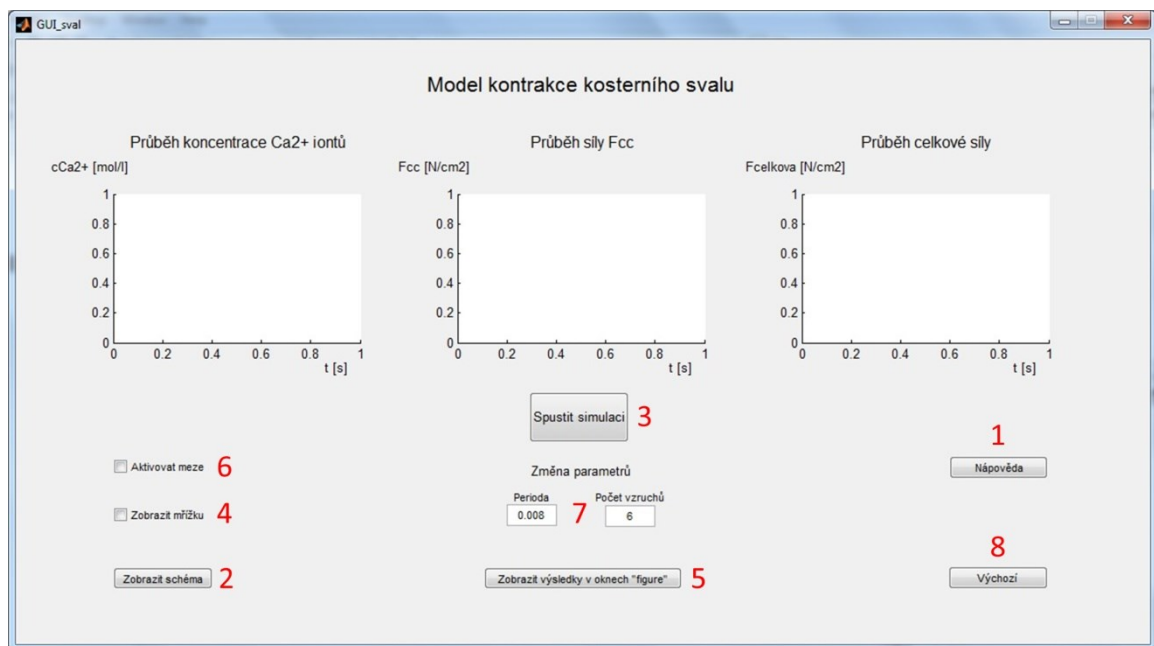 GUI_sval
Model kontrakce kosterního svalu
Průběh koncentrace Ca2+ iontů
cCa2+ [mol/l]
1
0.8
0.6
0.4
0.2
0
0 0.2 0.4 0.6 0.8 1
t [s]
Průběh síly Fcc
Fcc [N/cm2]
1
0.8
0.6
0.4
0.2
0
0 0.2 0.4 0.6 0.8 1
t [s]
Průběh celkové síly
Fcelkova [N/cm2]
1
0.8
0.6
0.4
0.2
0
0 0.2 0.4 0.6 0.8 1
t [s]
Spustit simulaci 3
Aktivovat meze 6
Zobrazit mřížku 4
Zobrazit schéma 2
Změna parametrů
Perioda Počet vzruchů
0.008 7 6
Zobrazit výsledky v oknech "figure" 5
1
Nápověda
8
Výchozí